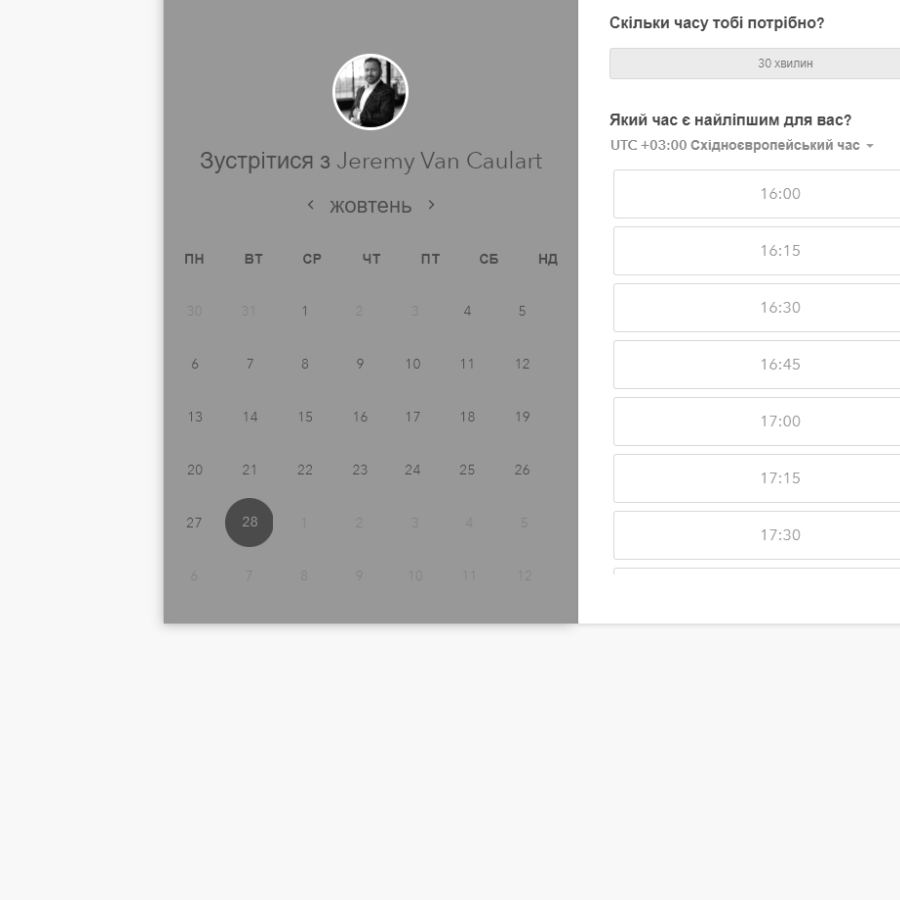 Зустрітися з Jeremy Van Caulart
‹ жовтень ›
ПН ВТ СР ЧТ ПТ СБ НД
30 31 1 2 3 4 5
6 7 8 9 10 11 12
13 14 15 16 17 18 19
20 21 22 23 24 25 26
27 28 1 2 3 4 5
6 7 8 9 10 11 12
Скільки часу тобі потрібно?
30 хвилин
Який час є найліпшим для вас?
UTC +03:00 Східноєвропейський час
16:00
16:15
16:30
16:45
17:00
17:15
17:30